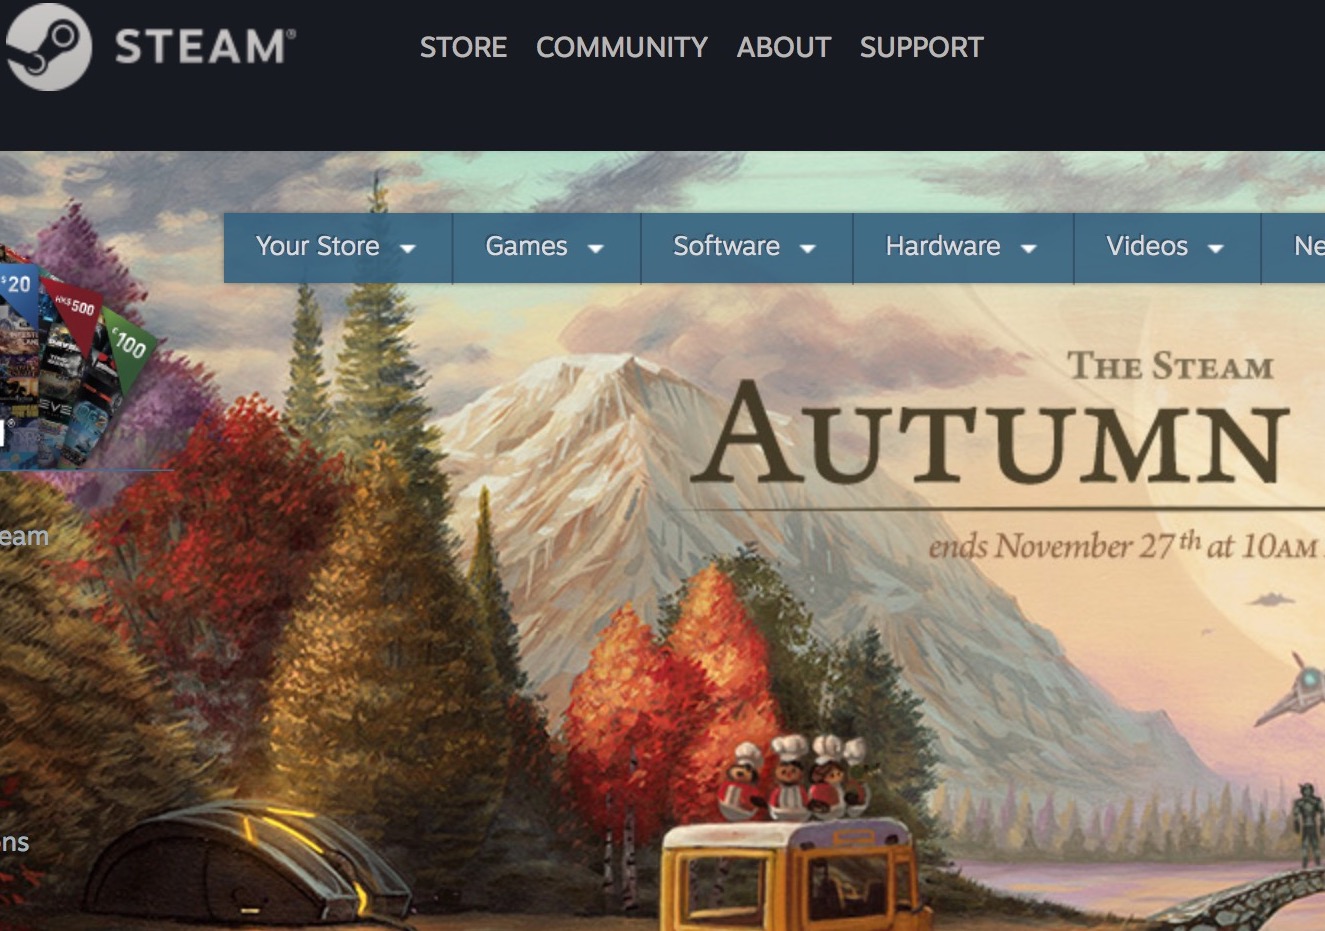 STEAM®
STORE COMMUNITY ABOUT SUPPORT
Your Store Games Software Hardware Videos Ne
$20
HK$500
£100
EVE
THE STEAM
AUTUMN
ends November 27th at 10AM
eam
ns